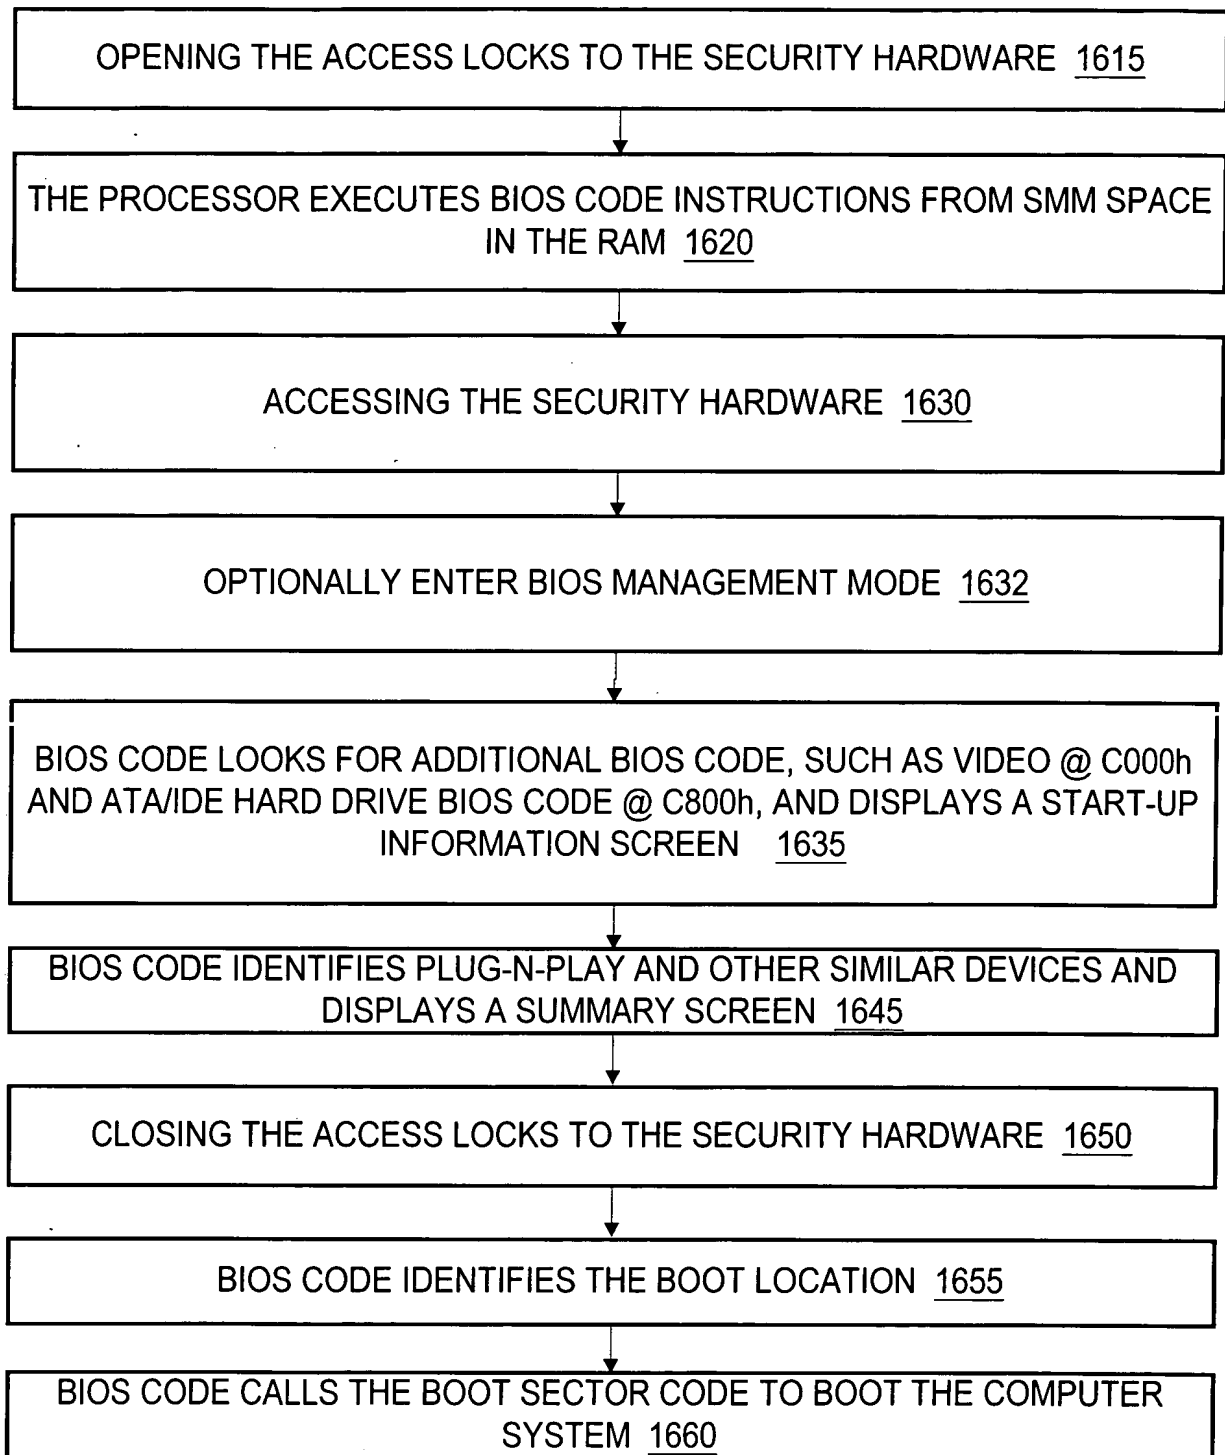 OPENING THE ACCESS LOCKS TO THE SECURITY HARDWARE 1615
THE PROCESSOR EXECUTES BIOS CODE INSTRUCTIONS FROM SMM SPACE
IN THE RAM 1620
ACCESSING THE SECURITY HARDWARE 1630
OPTIONALLY ENTER BIOS MANAGEMENT MODE 1632
BIOS CODE LOOKS FOR ADDITIONAL BIOS CODE, SUCH AS VIDEO @ C000h
AND ATA/IDE HARD DRIVE BIOS CODE @ C800h, AND DISPLAYS A START-UP
INFORMATION SCREEN 1635
BIOS CODE IDENTIFIES PLUG-N-PLAY AND OTHER SIMILAR DEVICES AND
DISPLAYS A SUMMARY SCREEN 1645
CLOSING THE ACCESS LOCKS TO THE SECURITY HARDWARE 1650
BIOS CODE IDENTIFIES THE BOOT LOCATION 1655
BIOS CODE CALLS THE BOOT SECTOR CODE TO BOOT THE COMPUTER
SYSTEM 1660